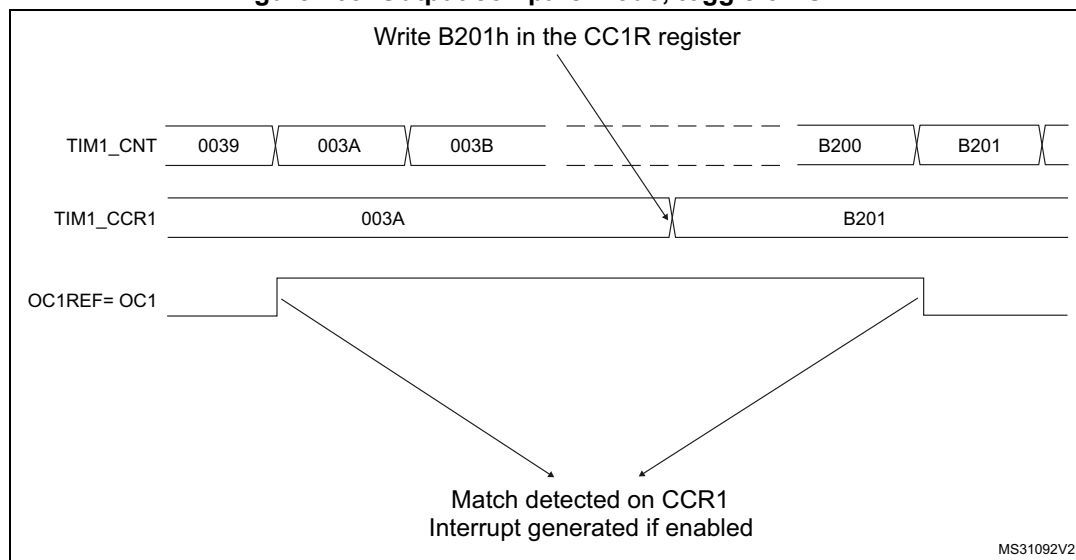 Write B201h in the CC1R register
TIM1_CNT 0039 003A 003B B200 B201
TIM1_CCR1 003A B201
OC1REF= OC1
Match detected on CCR1
Interrupt generated if enabled
MS31092V2